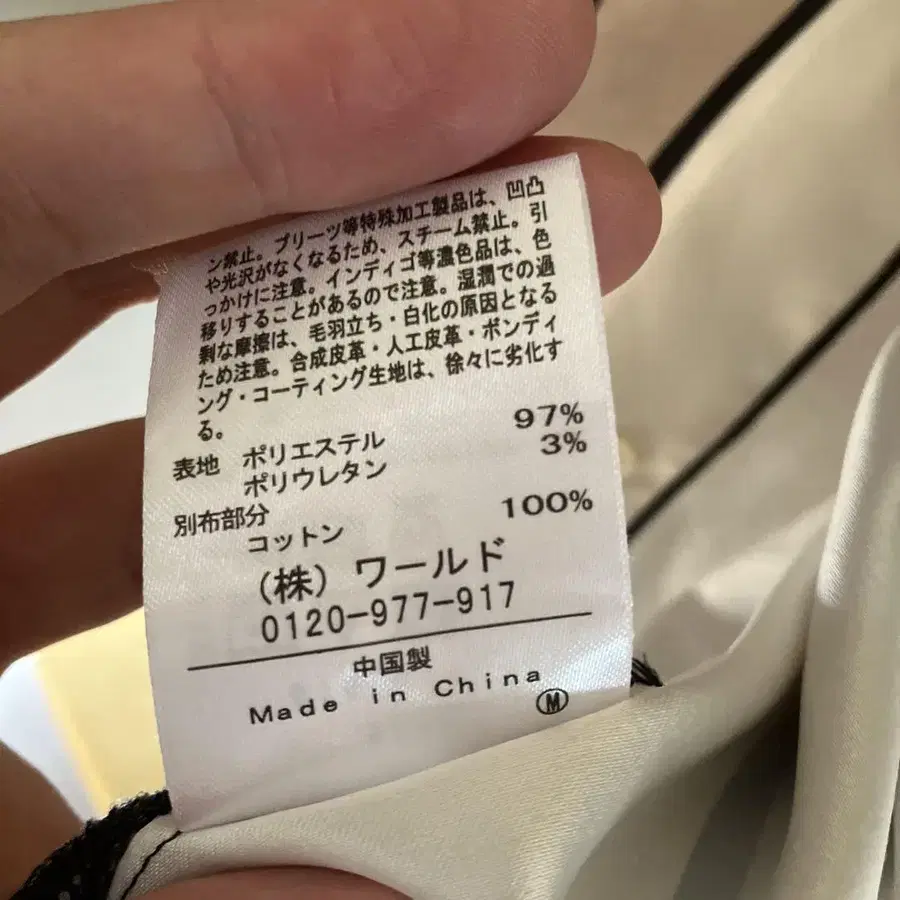 ン禁止。プリーツ等特殊加工製品は、凹凸
や光沢がなくなるため、スチーム禁止。引
っかけに注意。インディゴ等濃色品は、色
移りすることがあるので注意。湿潤での過
剰な摩擦は、毛羽立ち・白化の原因となる
ため注意。合成皮革・人工皮革・ボンディ
ング・コーティング生地は、徐々に劣化す
る。
表地 ポリエステル 97%
ポリウレタン 3%
別布部分
コットン 100%
(株) ワールド
0120-977-917
中国製
Made in China
M